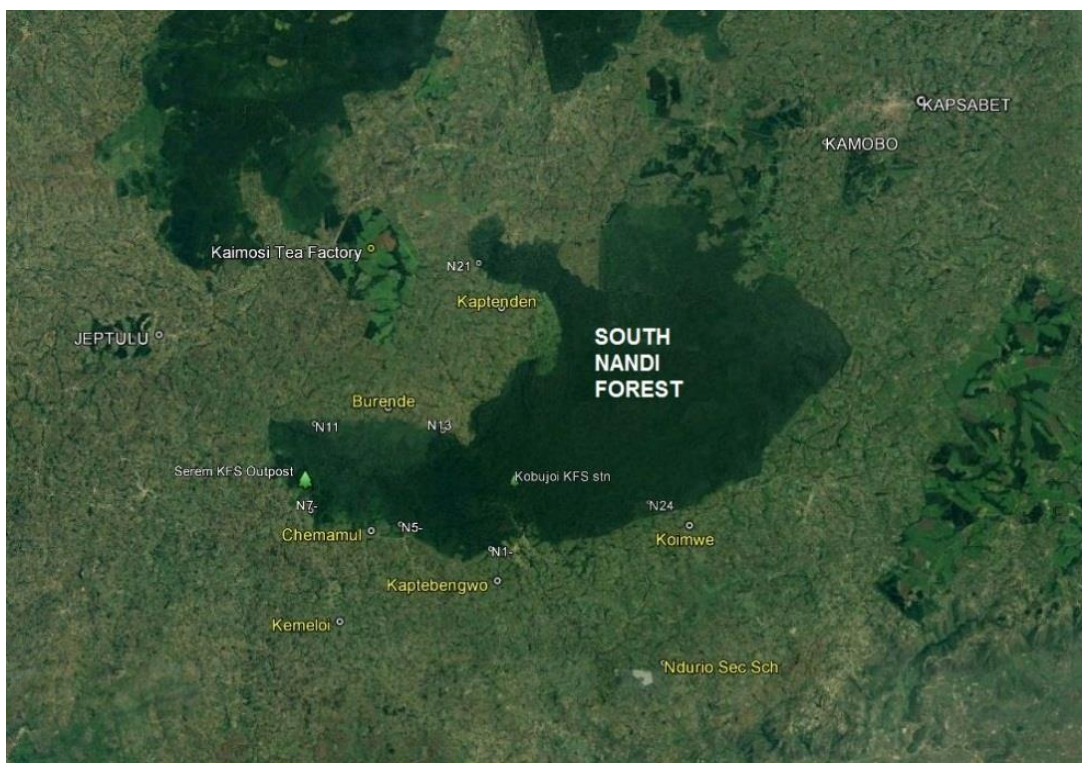 KAPSABET
KAMOBO
Kaimosi Tea Factory
N21
Kaptenden
JEPTULU
SOUTH
NANDI
FOREST
Burende
N11
N13
Serem KFS Outpost
Kobujoi KFS stn
N7-
N24
Chemamul
N5-
Koimwe
N1-
Kaptebengwo
Kemeloi
Ndurio Sec Sch